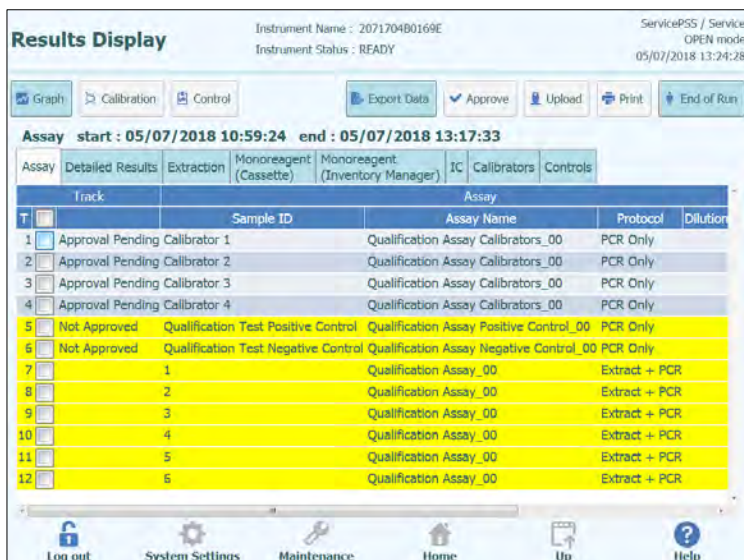 Results Display
Instrument Name : 2071704B0169E
Instrument Status : READY
ServicePSS / Service
OPEN mode
05/07/2018 13:24:28
Graph Calibration Control Export Data Approve Upload Print End of Run
Assay start : 05/07/2018 10:59:24 end : 05/07/2018 13:17:33
Assay Detailed Results Extraction Monoreagent (Cassette) Monoreagent (Inventory Manager) IC Calibrators Controls
Track Assay
T Sample ID Assay Name Protocol Dilution
1 Approval Pending Calibrator 1 Qualification Assay Calibrators_00 PCR Only
2 Approval Pending Calibrator 2 Qualification Assay Calibrators_00 PCR Only
3 Approval Pending Calibrator 3 Qualification Assay Calibrators_00 PCR Only
4 Approval Pending Calibrator 4 Qualification Assay Calibrators_00 PCR Only
5 Not Approved Qualification Test Positive Control Qualification Assay Positive Control_00 PCR Only
6 Not Approved Qualification Test Negative Control Qualification Assay Negative Control_00 PCR Only
7 1 Qualification Assay_00 Extract + PCR
8 2 Qualification Assay_00 Extract + PCR
9 3 Qualification Assay_00 Extract + PCR
10 4 Qualification Assay_00 Extract + PCR
11 5 Qualification Assay_00 Extract + PCR
12 6 Qualification Assay_00 Extract + PCR
Log out System Settings Maintenance Home Up Help